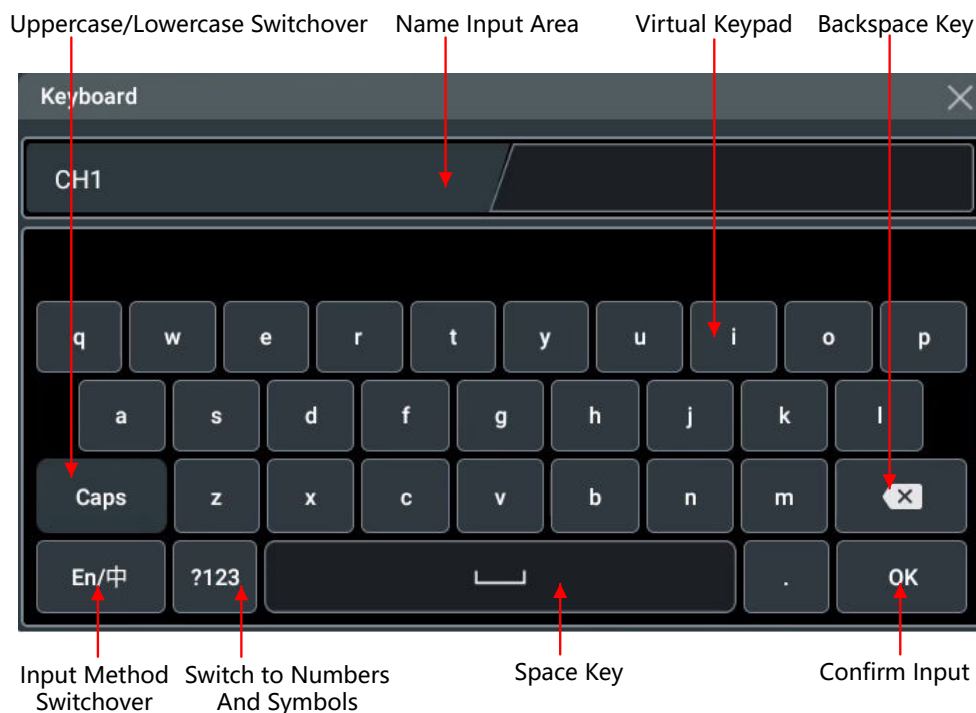 Uppercase/Lowercase Switchover Name Input Area Virtual Keypad Backspace Key
Keyboard
CH1
q w e r t y u i o p
a s d f g h j k l
Caps z x c v b n m
En/中 ?123 . OK
Input Method Switchover
Switch to Numbers And Symbols
Space Key
Confirm Input